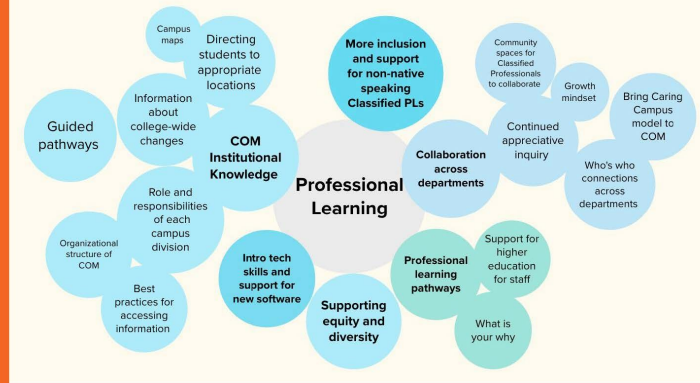 Campus
maps
Directing
students to
appropriate
locations
Information
about
college-wide
changes
Guided
pathways
COM
Institutional
Knowledge
Role and
responsibilities
of each
campus
division
Organizational
structure of
COM
Best
practices for
accessing
information
More inclusion
and support
for non-native
speaking
Classified PLs
Professional
Learning
Intro tech
skills and
support for
new software
Supporting
equity and
diversity
Collaboration
across
departments
Community
spaces for
Classified
Professionals
to collaborate
Growth
mindset
Continued
appreciative
inquiry
Bring Caring
Campus
model to
COM
Who's who
connections
across
departments
Professional
learning
pathways
Support for
higher
education
for staff
What is
your why